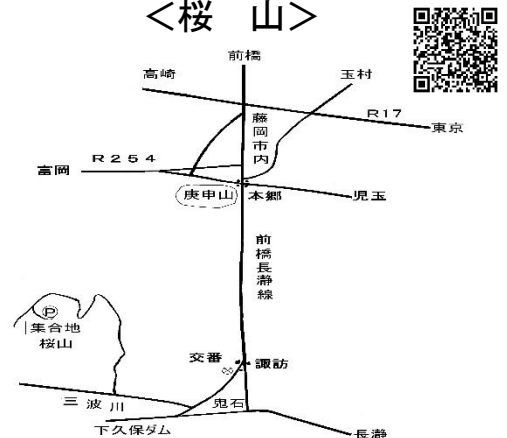 ＜桜　山＞
前橋
高崎
玉村
R17
東京
藤岡市内
R254
富岡
庚申山
本郷
児玉
前橋長瀞線
P
集合地
桜山
交番
諏訪
三波川
鬼石
下久保ダム
長瀞